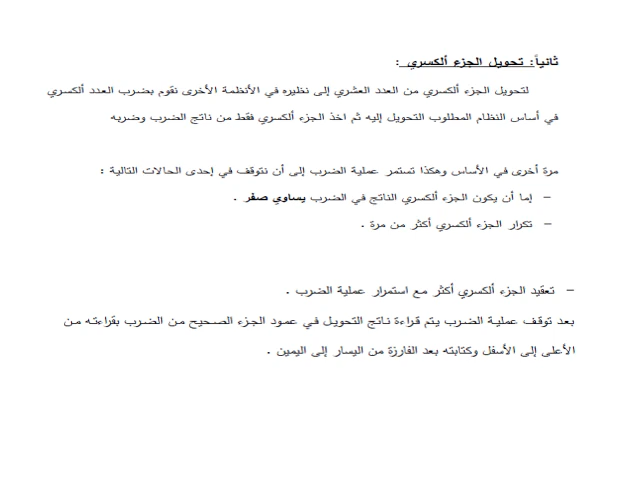 ثانياً: تحويل الجزء ألكسري :
لتحويل الجزء ألكسري من العدد العشري إلى نظيره في الأنظمة الأخرى نقوم بضرب العدد ألكسري
في أساس النظام المطلوب التحويل إليه ثم اخذ الجزء ألكسري فقط من ناتج الضرب وضربه
مرة أخرى في الأساس وهكذا تستمر عملية الضرب إلى أن نتوقف في إحدى الحالات التالية :
– إما أن يكون الجزء ألكسري الناتج في الضرب يساوي صفر .
– تكرار الجزء ألكسري أكثر من مرة .
– تعقيد الجزء ألكسري أكثر مع استمرار عملية الضرب .
بعد توقف عملية الضرب يتم قراءة ناتج التحويل في عمود الجزء الصحيح من الضرب بقراءته من
الأعلى إلى الأسفل وكتابته بعد الفارزة من اليسار إلى اليمين .